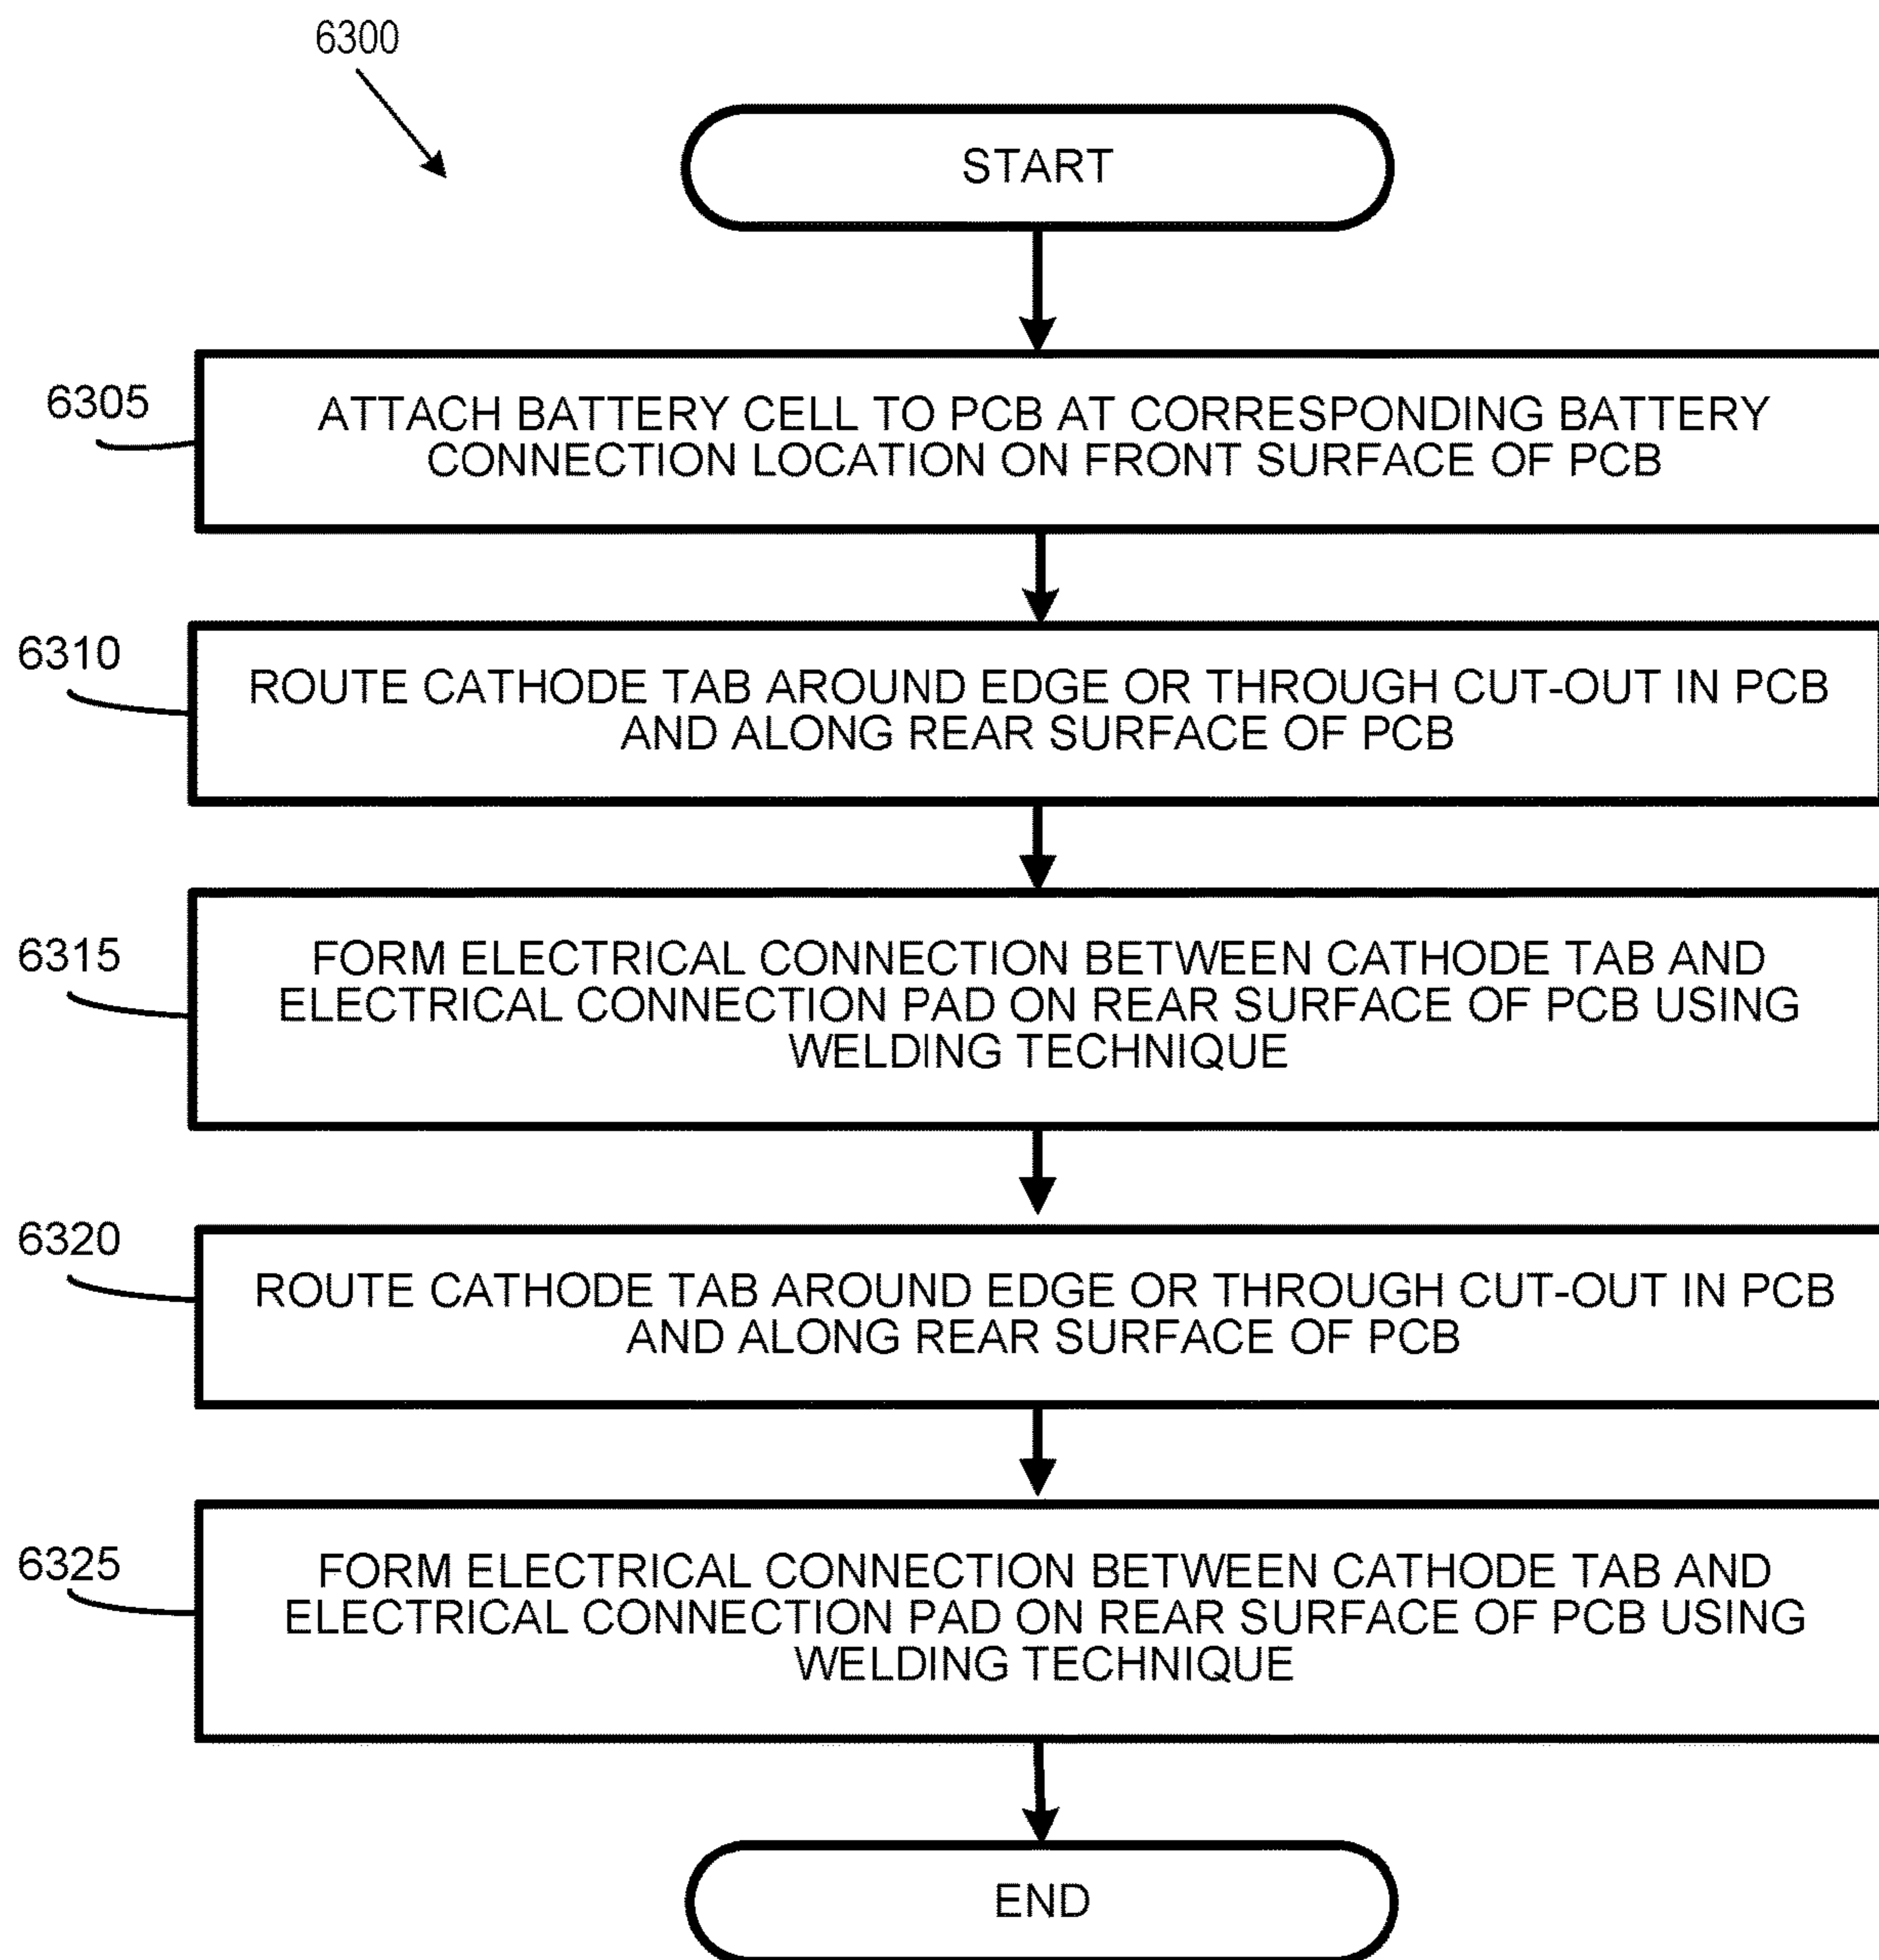 6300
START
6305
ATTACH BATTERY CELL TO PCB AT CORRESPONDING BATTERY
CONNECTION LOCATION ON FRONT SURFACE OF PCB
6310
ROUTE CATHODE TAB AROUND EDGE OR THROUGH CUT-OUT IN PCB
AND ALONG REAR SURFACE OF PCB
6315
FORM ELECTRICAL CONNECTION BETWEEN CATHODE TAB AND
ELECTRICAL CONNECTION PAD ON REAR SURFACE OF PCB USING
WELDING TECHNIQUE
6320
ROUTE CATHODE TAB AROUND EDGE OR THROUGH CUT-OUT IN PCB
AND ALONG REAR SURFACE OF PCB
6325
FORM ELECTRICAL CONNECTION BETWEEN CATHODE TAB AND
ELECTRICAL CONNECTION PAD ON REAR SURFACE OF PCB USING
WELDING TECHNIQUE
END